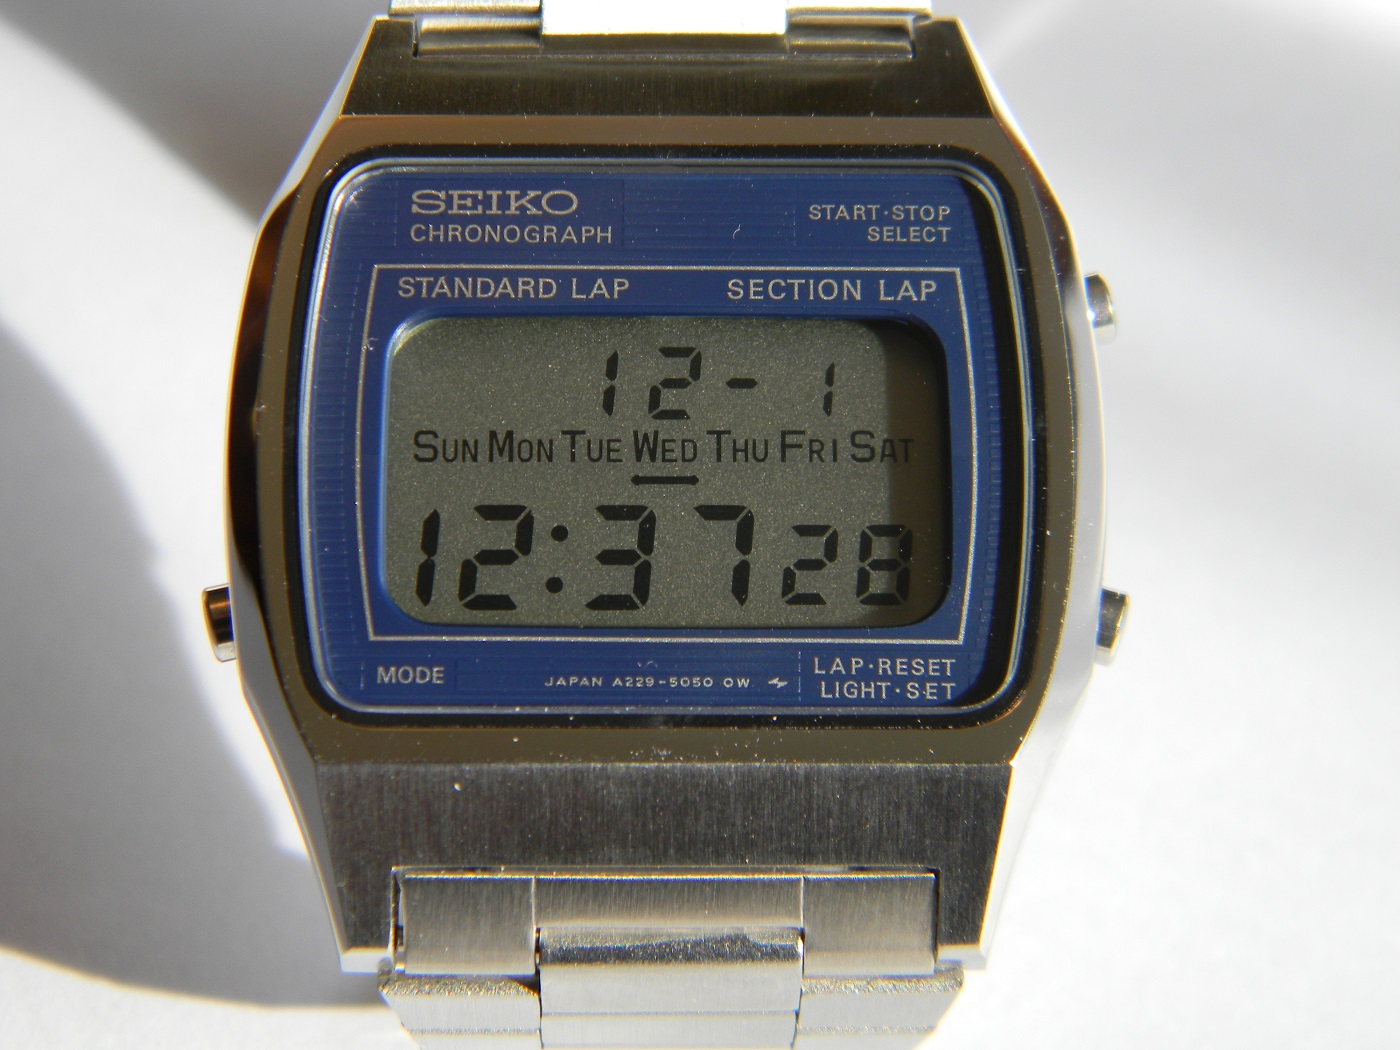 SEIKO
CHRONOGRAPH
START·STOP
SELECT
STANDARD LAP SECTION LAP
12-1
SUN MON TUE WED THU FRI SAT
12:37 28
MODE
JAPAN A229-5050 OW
LAP·RESET
LIGHT·SET